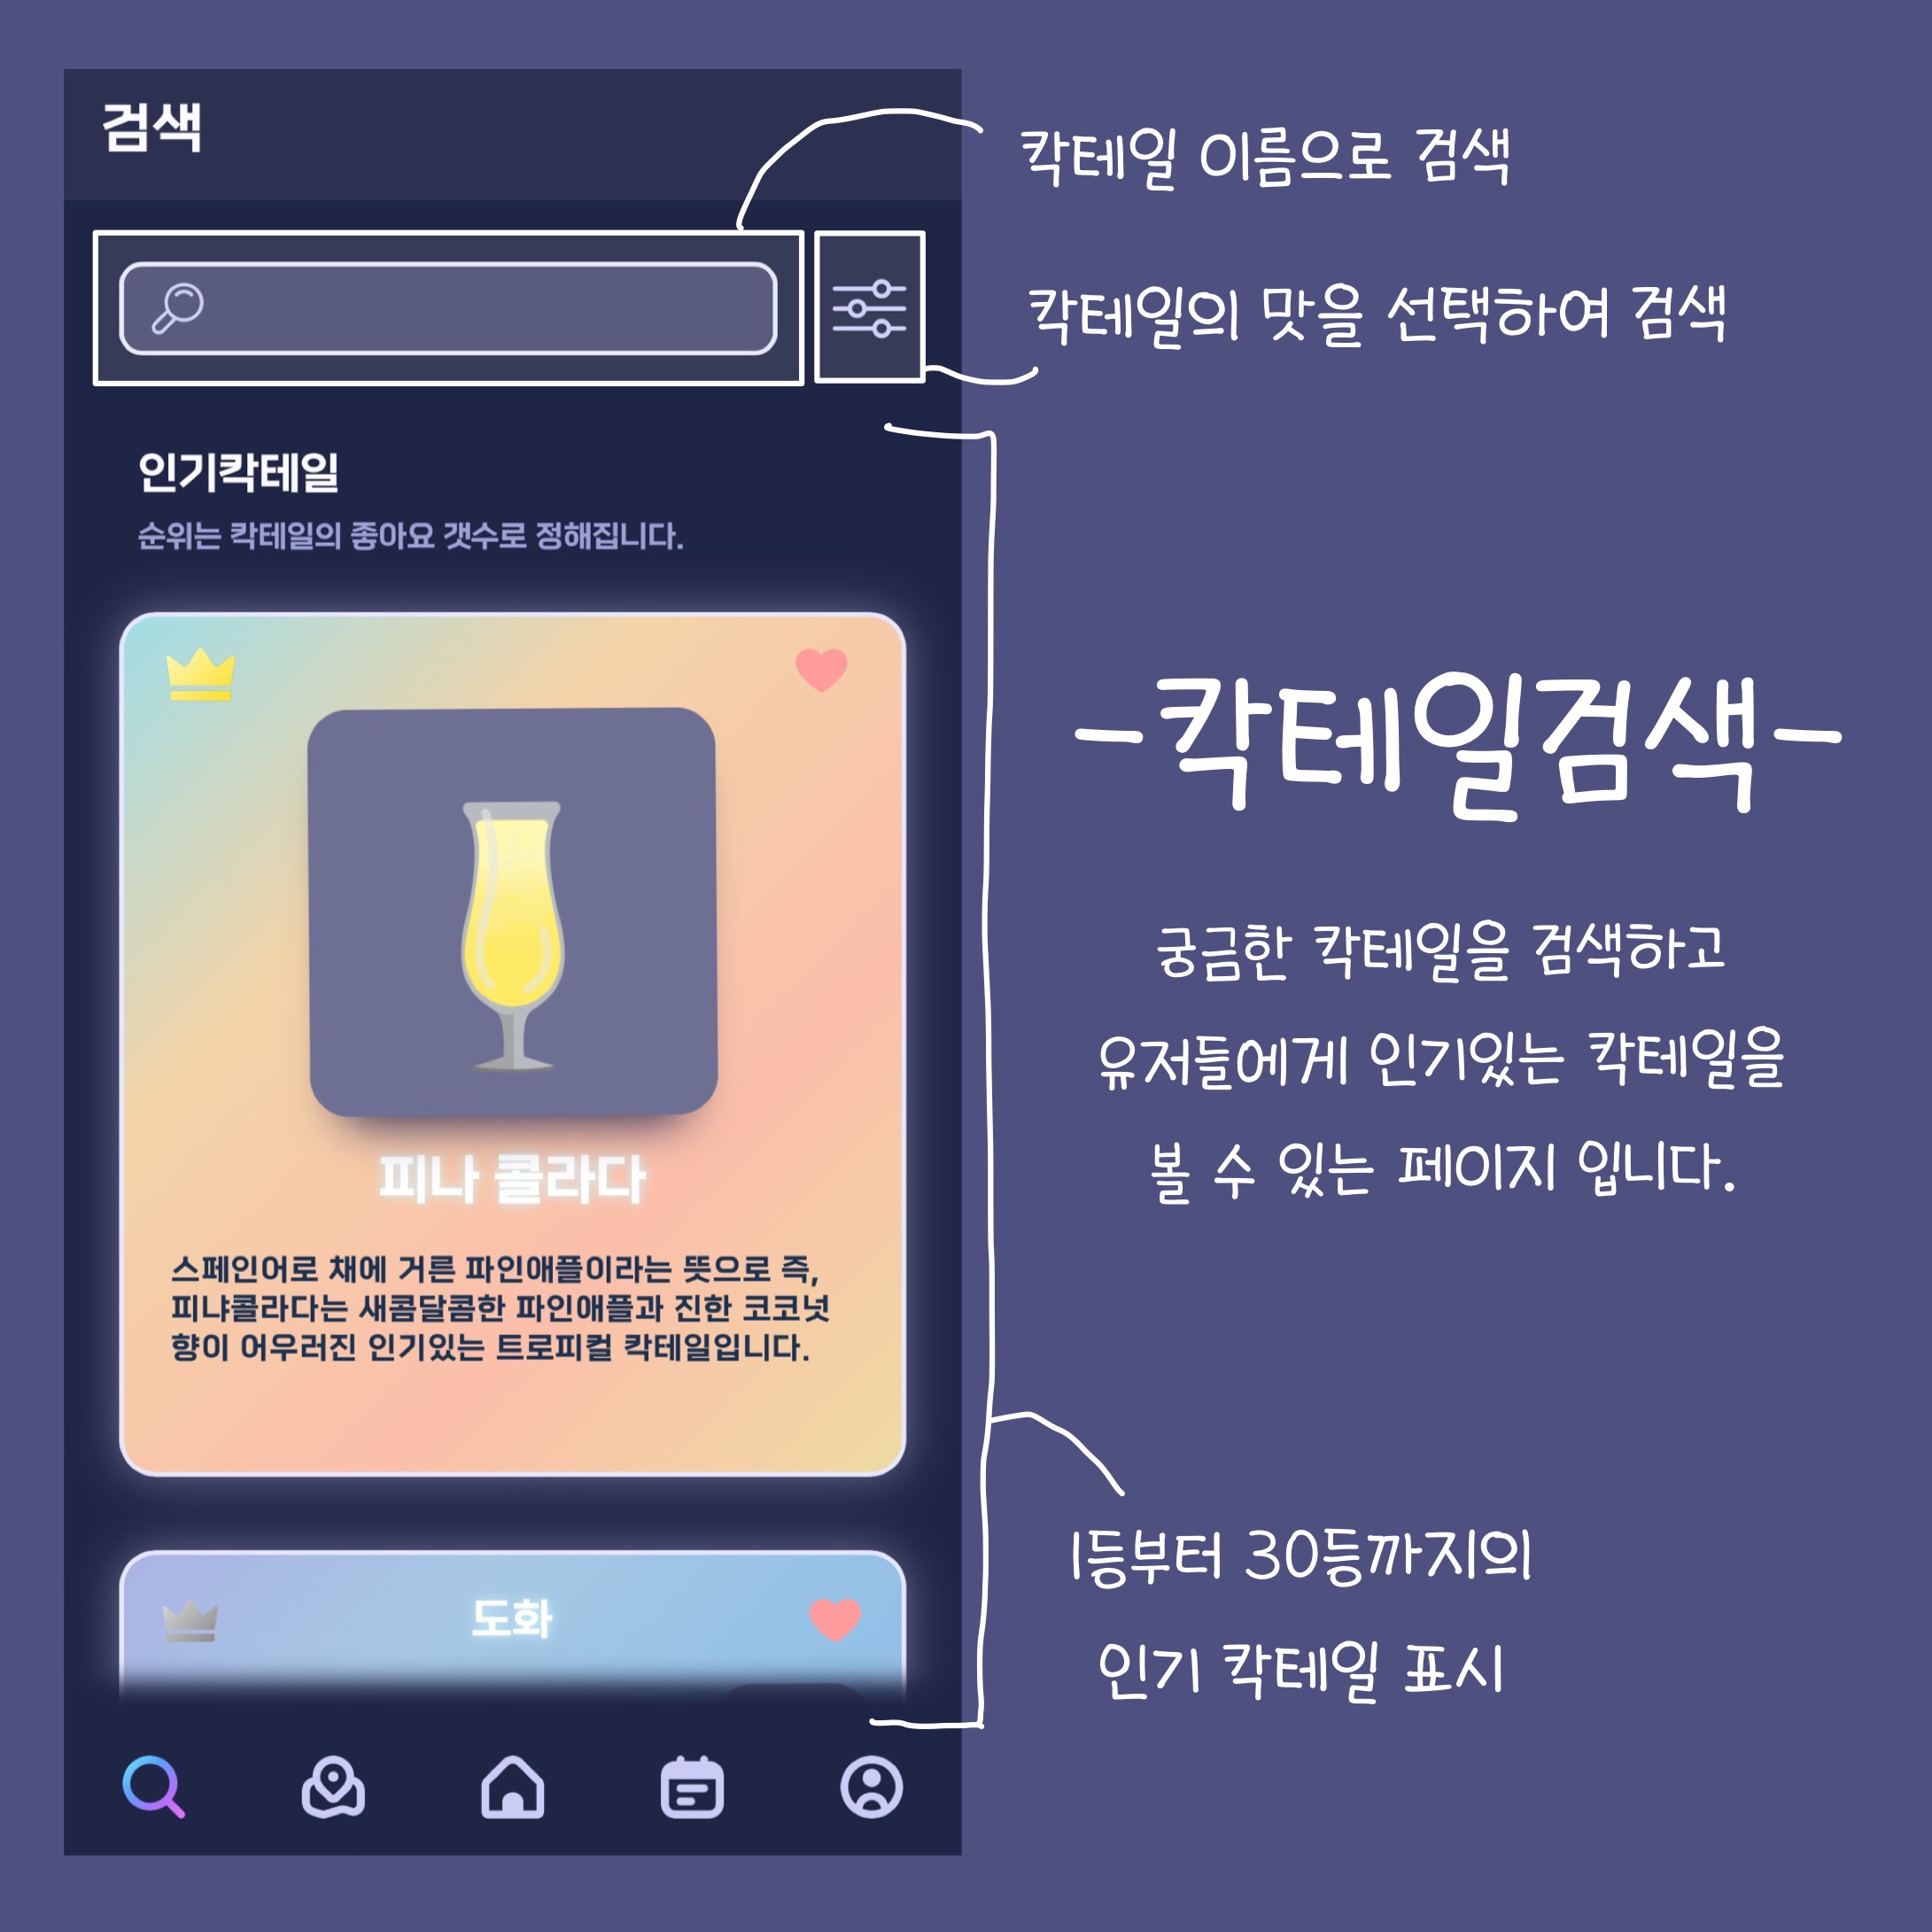 검색
칵테일 이름으로 검색
칵테일의 맛을 선택하여 검색
인기칵테일
순위는 칵테일의 좋아요 갯수로 정해집니다.
피나 콜라다
스페인어로 채에 거른 파인애플이라는 뜻으로 즉,
피냐콜라다는 새콤달콤한 파인애플과 진한 코코넛
향이 어우러진 인기있는 트로피컬 칵테일입니다.
도화
-칵테일검색-
궁금한 칵테일을 검색하고
유저들에게 인기있는 칵테일을
볼 수 있는 페이지 입니다.
1등부터 30등까지의
인기 칵테일 표시